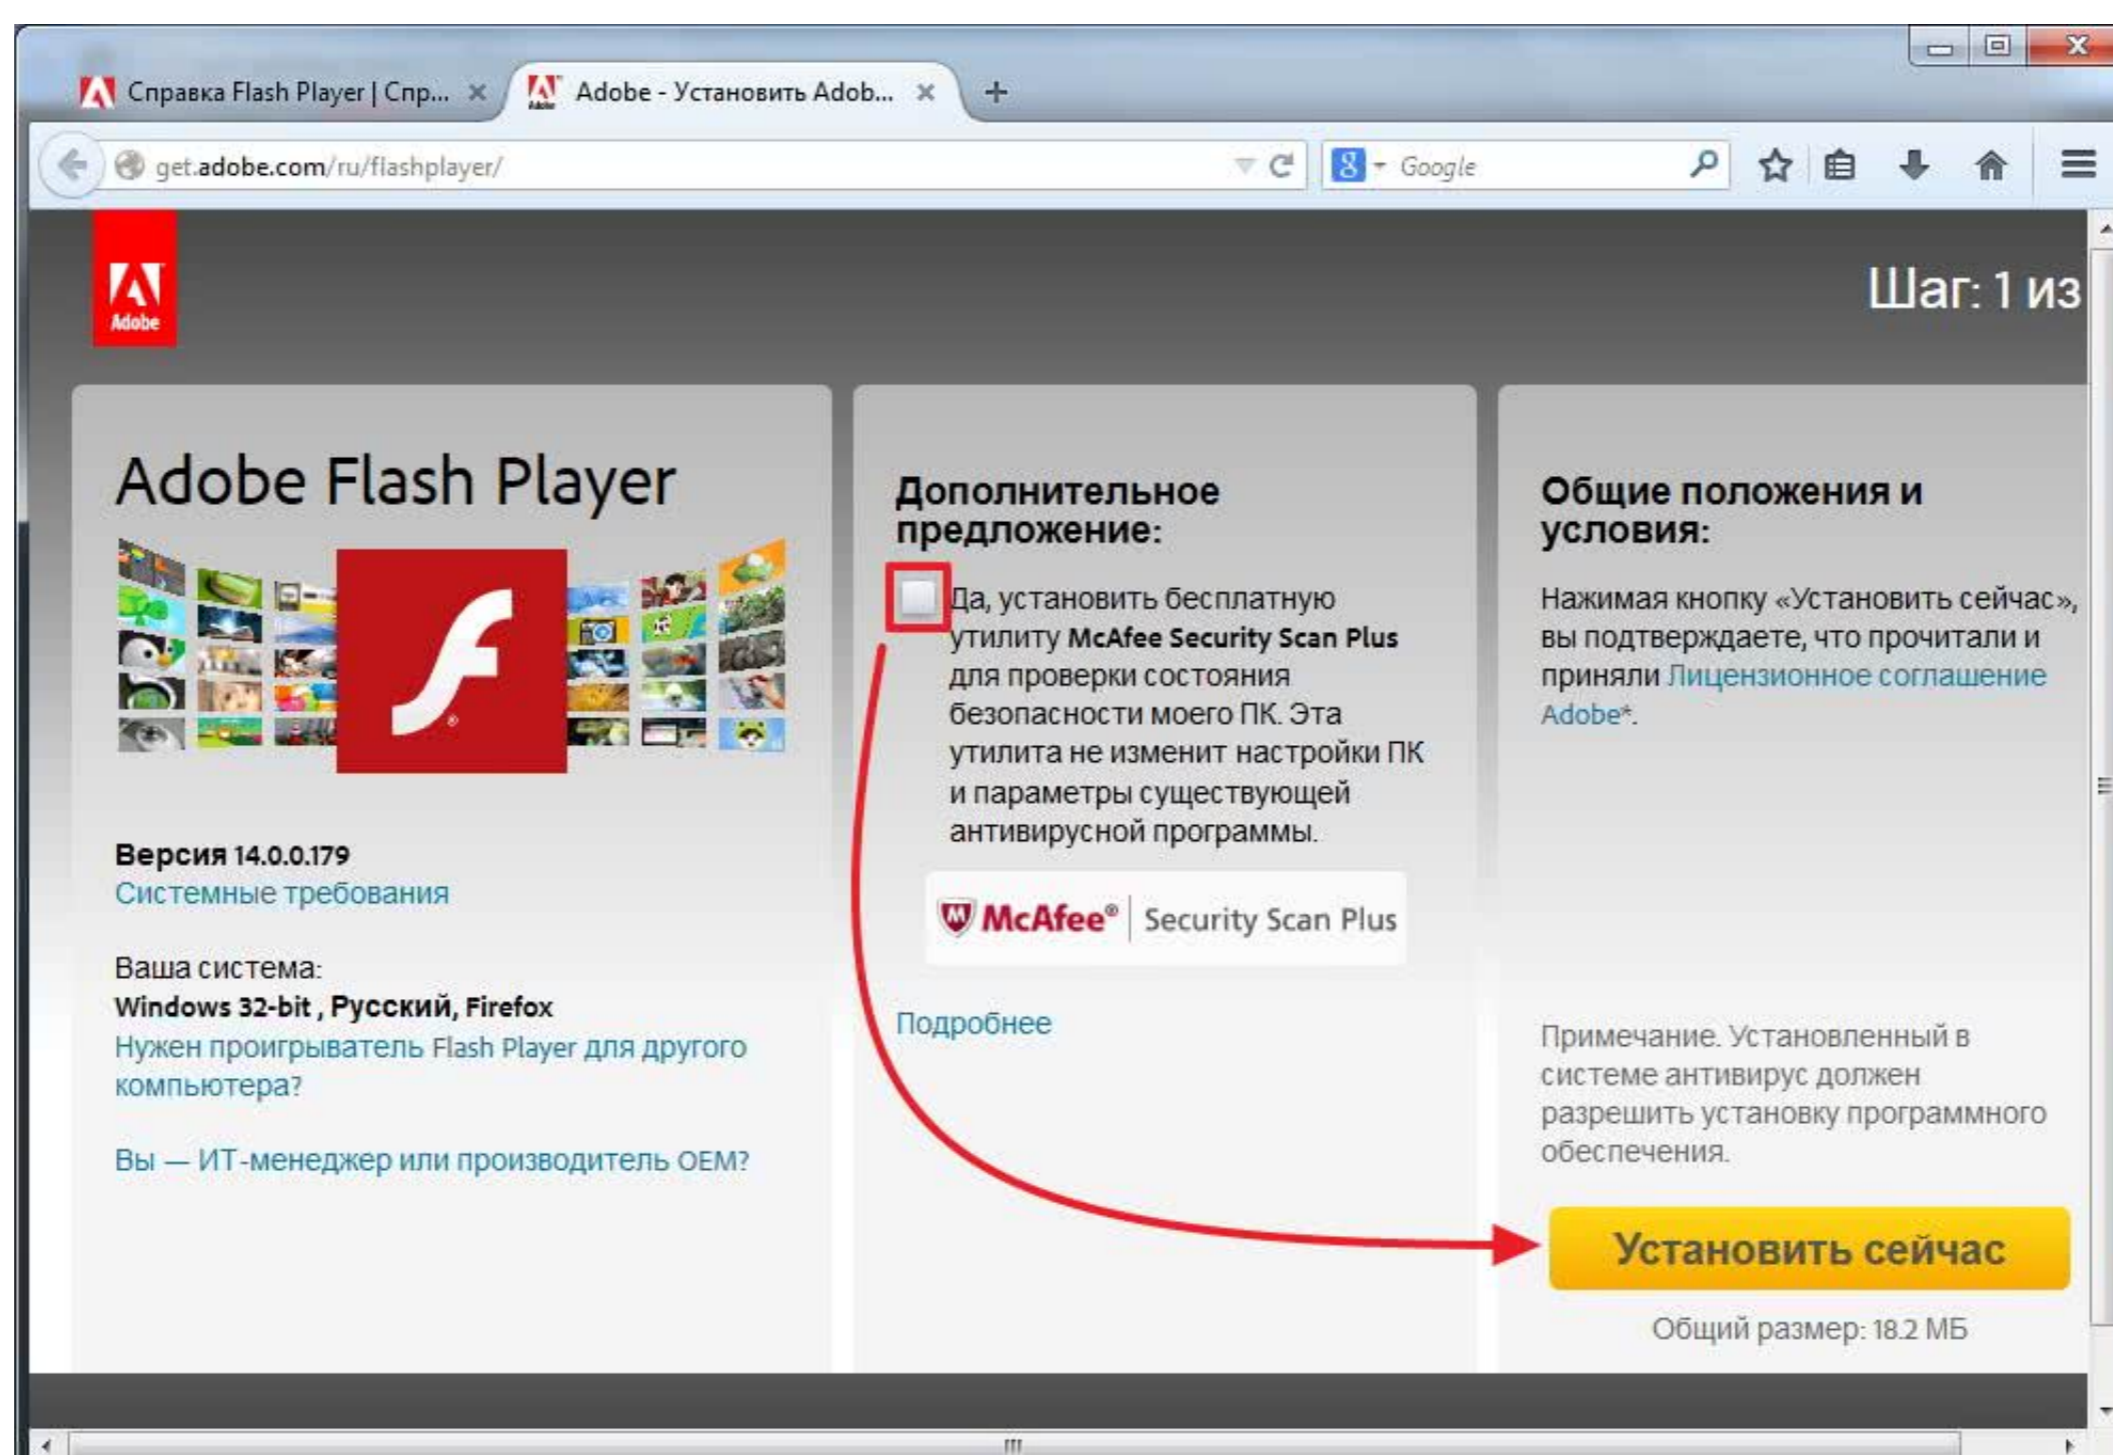 Справка Flash Player | Спр...
Adobe - Установить Adob...
get.adobe.com/ru/flashplayer/
8
Google
Adobe
Шаг: 1 из
Adobe Flash Player
Версия 14.0.0.179
Системные требования
Ваша система:
Windows 32-bit , Русский, Firefox
Нужен проигрыватель Flash Player для другого
компьютера?
Вы — ИТ-менеджер или производитель OEM?
Дополнительное
предложение:
Да, установить бесплатную
утилиту McAfee Security Scan Plus
для проверки состояния
безопасности моего ПК. Эта
утилита не изменит настройки ПК
и параметры существующей
антивирусной программы.
McAfee® | Security Scan Plus
Подробнее
Общие положения и
условия:
Нажимая кнопку «Установить сейчас»,
вы подтверждаете, что прочитали и
приняли Лицензионное соглашение
Adobe*.
Примечание. Установленный в
системе антивирус должен
разрешить установку программного
обеспечения.
Установить сейчас
Общий размер: 18.2 МБ